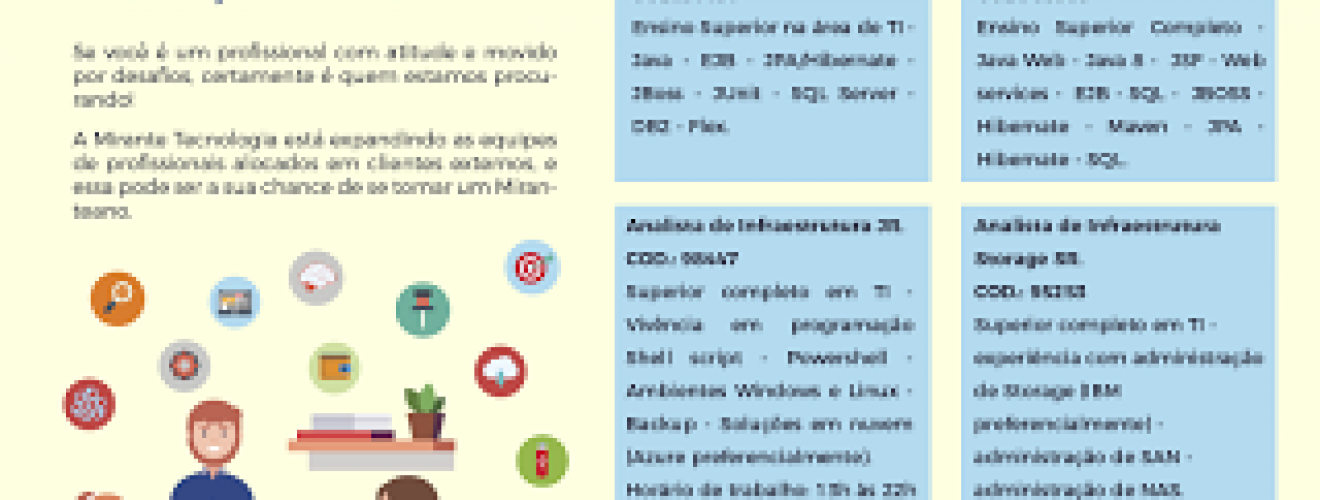 Se você é um profissional com atitude e movido
por desafios, certamente é quem estamos procu-
rando!
A Mirante Tecnologia está expandindo as equipes
de profissionais alocados em clientes externos, e
essa pode ser a sua chance de se tornar um Miran-
teano.
Ensino Superior na área de TI -
Java - EJB - JPA/Hibernate -
JBoss - JUnit - SQL Server -
DB2 - Flex.
Ensino Superior Completo -
Java Web - Java 8 - JSF - Web
services - EJB - SQL - JBOSS -
Hibernate - Maven - JPA -
Hibernate - SQL.
Analista de Infraestrutura JR.
COD.: 98447
Superior completo em TI -
Vivência em programação
Shell script - Powershell -
Ambientes Windows e Linux -
Backup - Soluções em nuvem
(Azure preferencialmente).
Horário de trabalho: 13h às 22h
Analista de Infraestrutura
Storage SR.
COD.:
Superior completo em TI -
experiência com administração
de Storage (IBM
preferencialmente) -
administração de SAN -
administração de NAS.